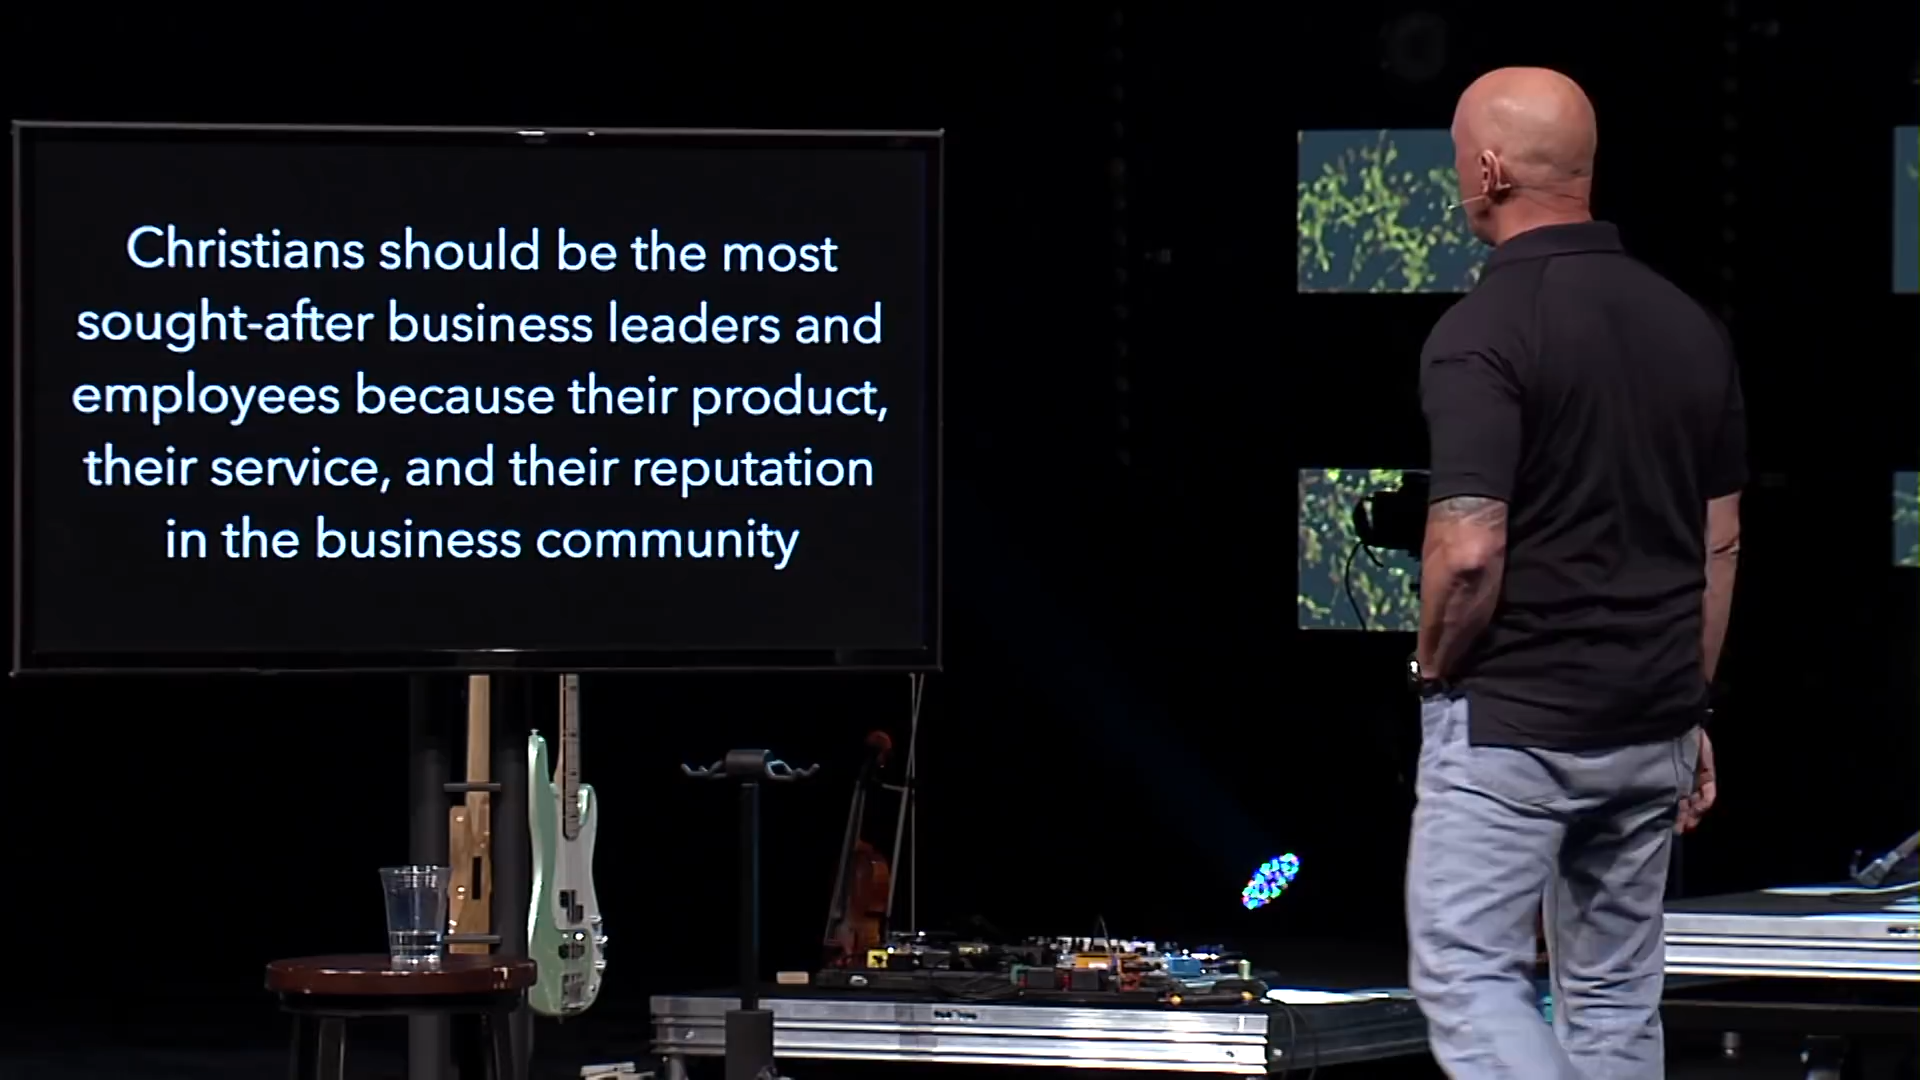 Christians should be the most
sought-after business leaders and
employees because their product,
their service, and their reputation
in the business community